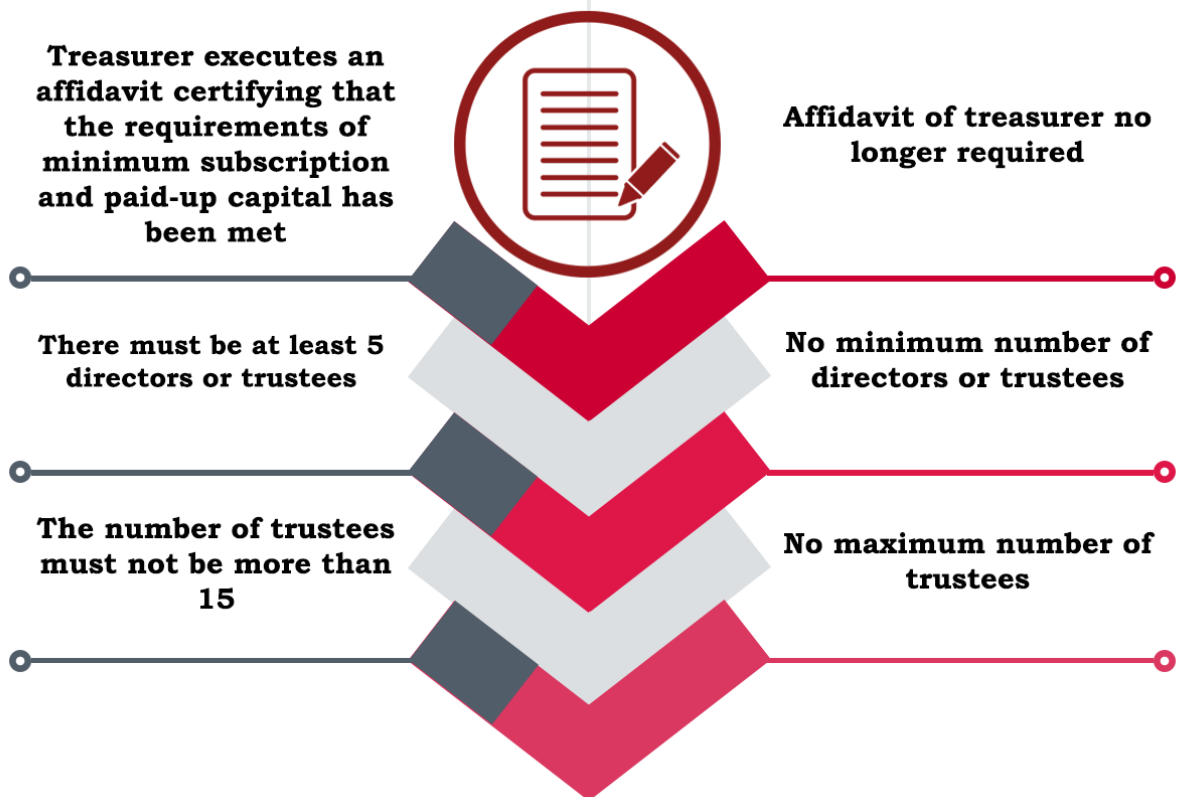 Treasurer executes an
affidavit certifying that
the requirements of
minimum subscription
and paid-up capital has
been met
Affidavit of treasurer no
longer required
There must be at least 5
directors or trustees
No minimum number of
directors or trustees
The number of trustees
must not be more than
15
No maximum number of
trustees